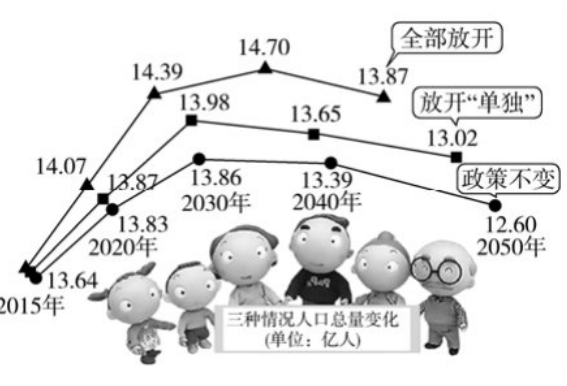 14.70
全部放开
14.39
13.87
13.98
放开“单独”
13.65
13.02
14.07
13.87
13.86
13.39
政策不变
2030年
2040年
13.83
12.60
2020年
2050年
13.64
2015年
三种情况人口总量变化
(单位：亿人)